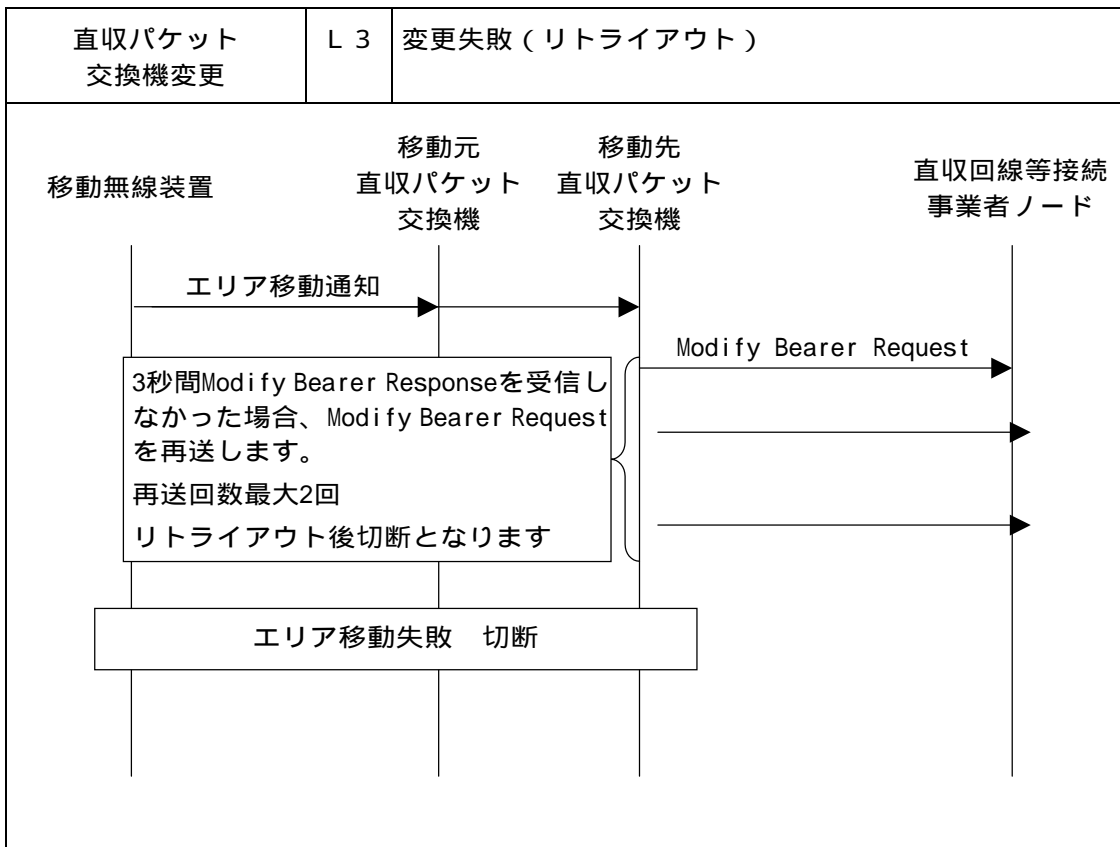 直収パケット
交換機変更
Ｌ３
変更失敗（リトライアウト）
移動無線装置
移動元
直収パケット
交換機
移動先
直収パケット
交換機
直収回線等接続
事業者ノード
エリア移動通知
Modify Bearer Request
3秒間Modify Bearer Responseを受信し
なかった場合、Modify Bearer Request
を再送します。
再送回数最大2回
リトライアウト後切断となります
エリア移動失敗　切断